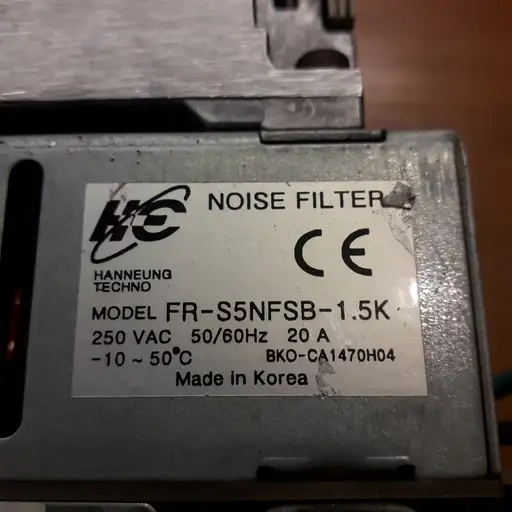 NOISE FILTER
HE
CE
HANNEUNG
TECHNO
MODEL FR-S5NFSB-1.5K
250 VAC 50/60Hz 20 A
-10 ~ 50°C BKO-CA1470H04
Made in Korea